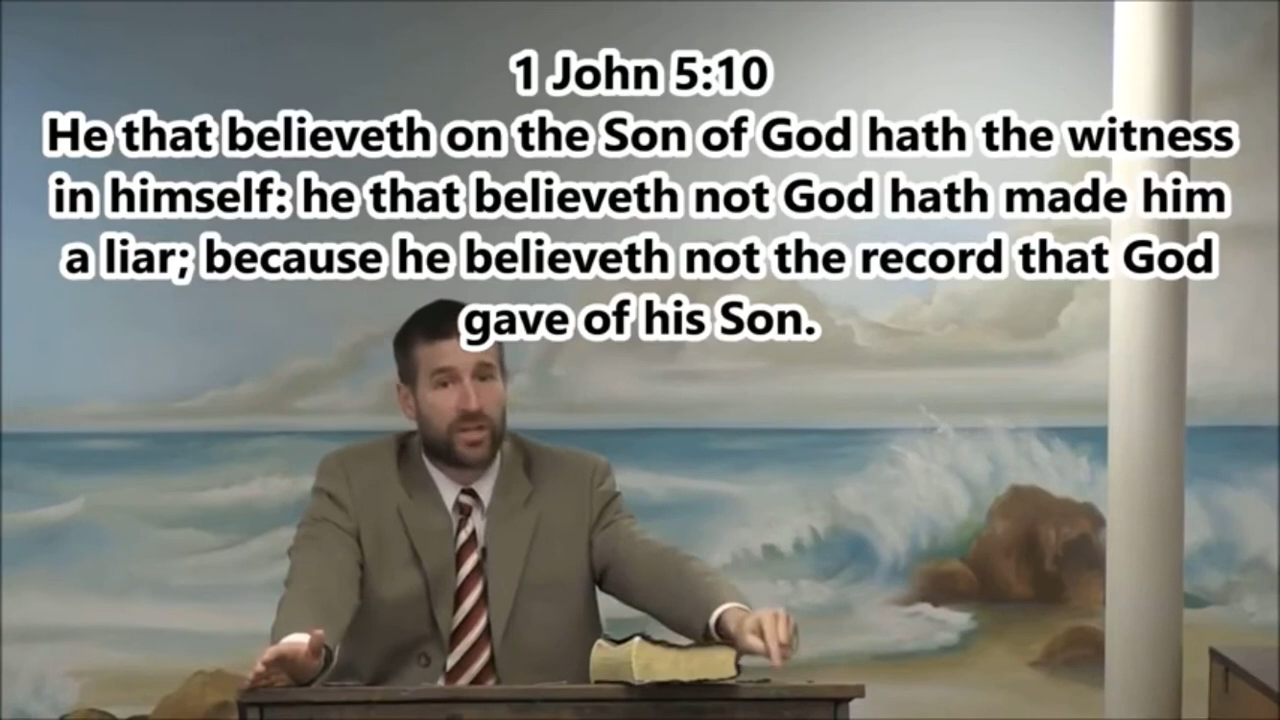 1 John 5:10
He that believeth on the Son of God hath the witness
in himself: he that believeth not God hath made him
a liar; because he believeth not the record that God
gave of his Son.